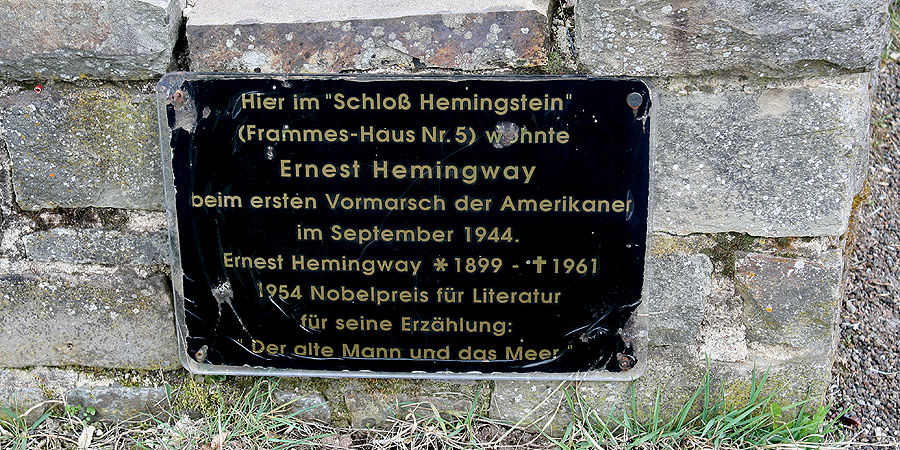 Hier im "Schloß Hemingstein"
(Frammes-Haus Nr. 5) wohnte
Ernest Hemingway
beim ersten Vormarsch der Amerikaner
im September 1944.
Ernest Hemingway *1899 - ✝1961
1954 Nobelpreis für Literatur
für seine Erzählung:
" Der alte Mann und das Meer "